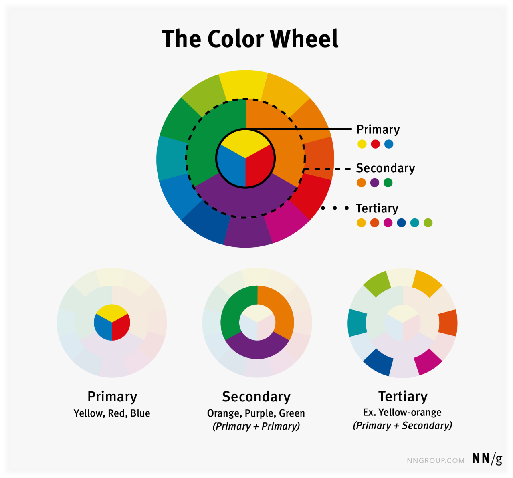 The Color Wheel
Primary
Secondary
Tertiary
Primary
Yellow, Red, Blue
Secondary
Orange, Purple, Green
(Primary + Primary)
Tertiary
Ex. Yellow-orange
(Primary + Secondary)
NNGROUP.COM NN/g